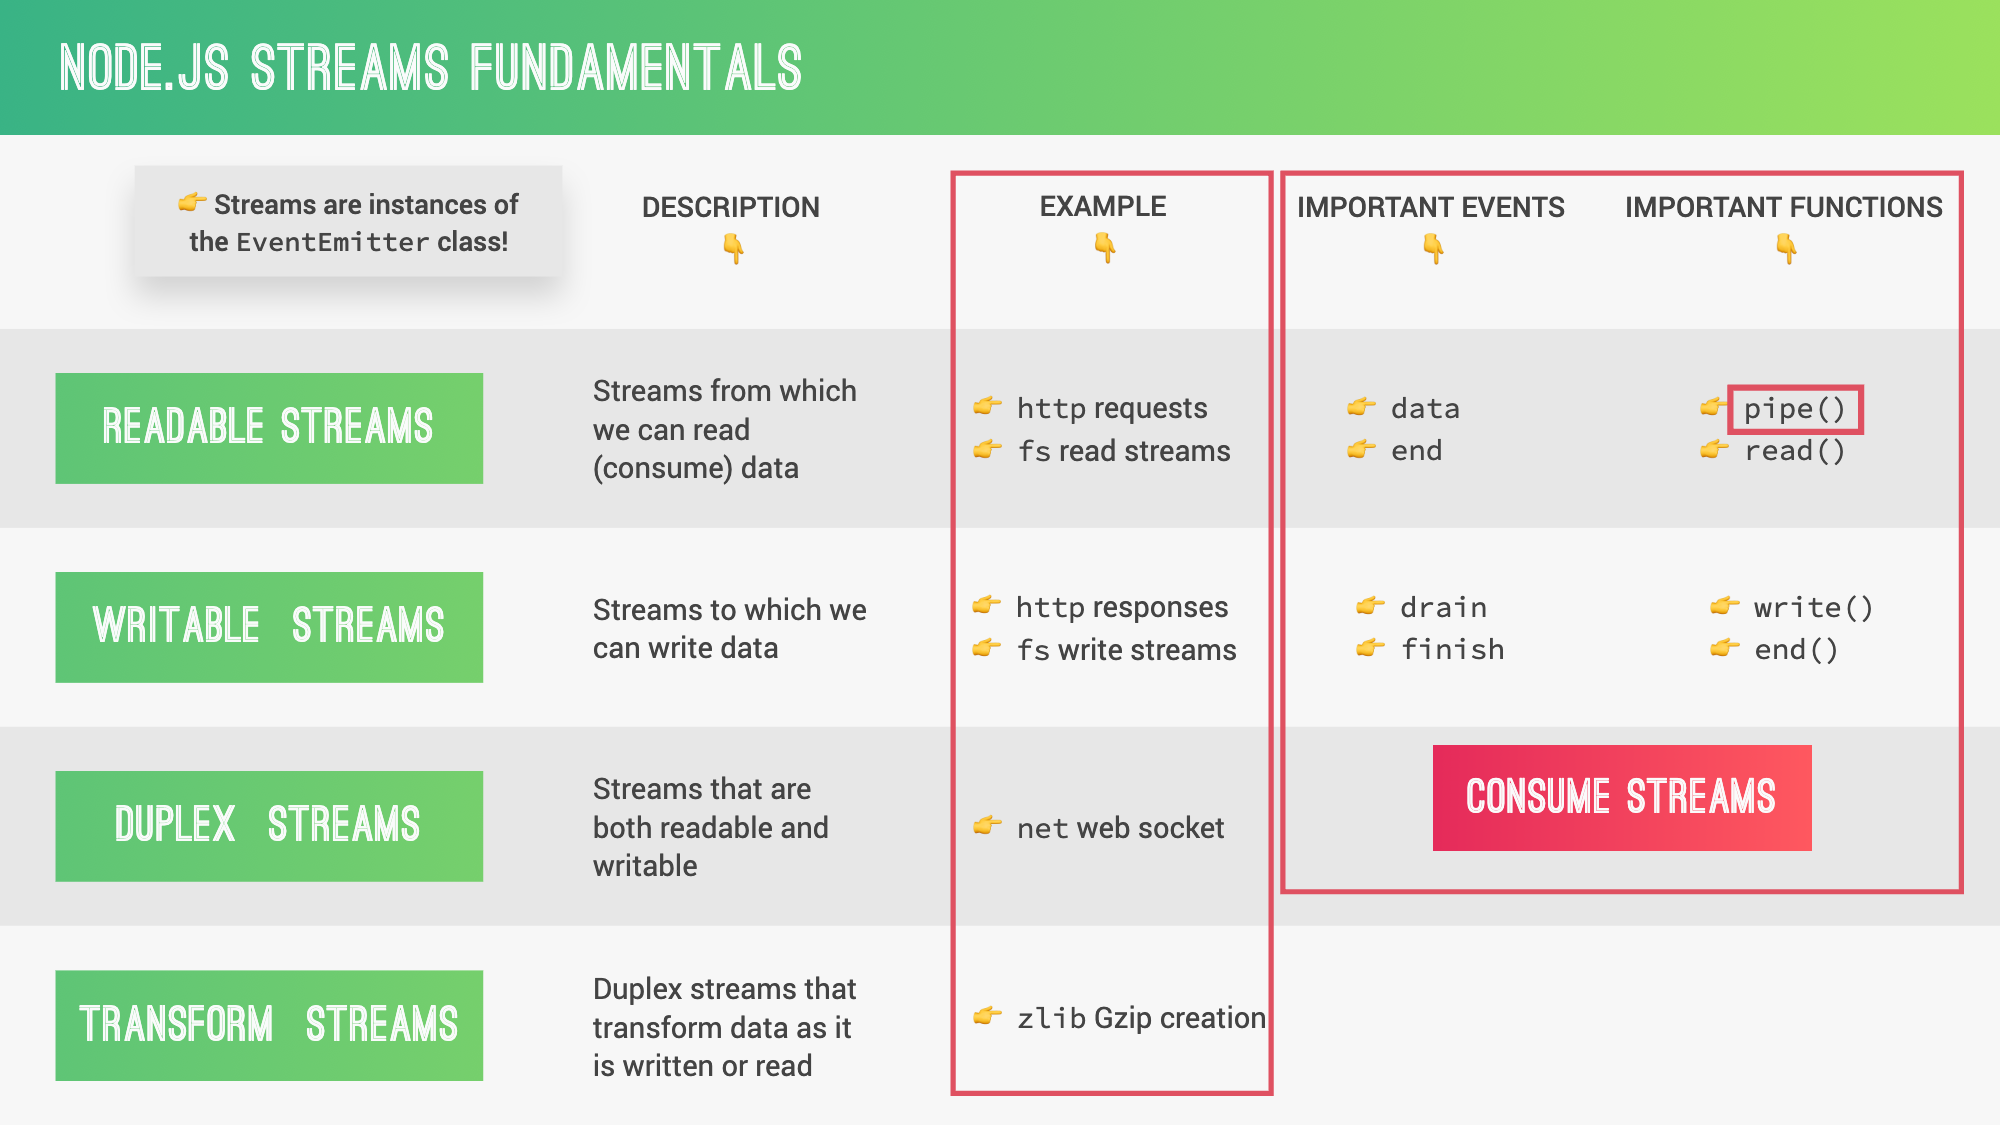 NODE.JS STREAMS FUNDAMENTALS
👉 Streams are instances of
the EventEmitter class!
DESCRIPTION
👇
EXAMPLE
👇
IMPORTANT EVENTS
👇
IMPORTANT FUNCTIONS
👇
READABLE STREAMS
Streams from which
we can read
(consume) data
👉 http requests
👉 fs read streams
👉 data
👉 end
👉 pipe()
👉 read()
WRITABLE STREAMS
Streams to which we
can write data
👉 http responses
👉 fs write streams
👉 drain
👉 finish
👉 write()
👉 end()
DUPLEX STREAMS
Streams that are
both readable and
writable
👉 net web socket
CONSUME STREAMS
TRANSFORM STREAMS
Duplex streams that
transform data as it
is written or read
👉 zlib Gzip creation